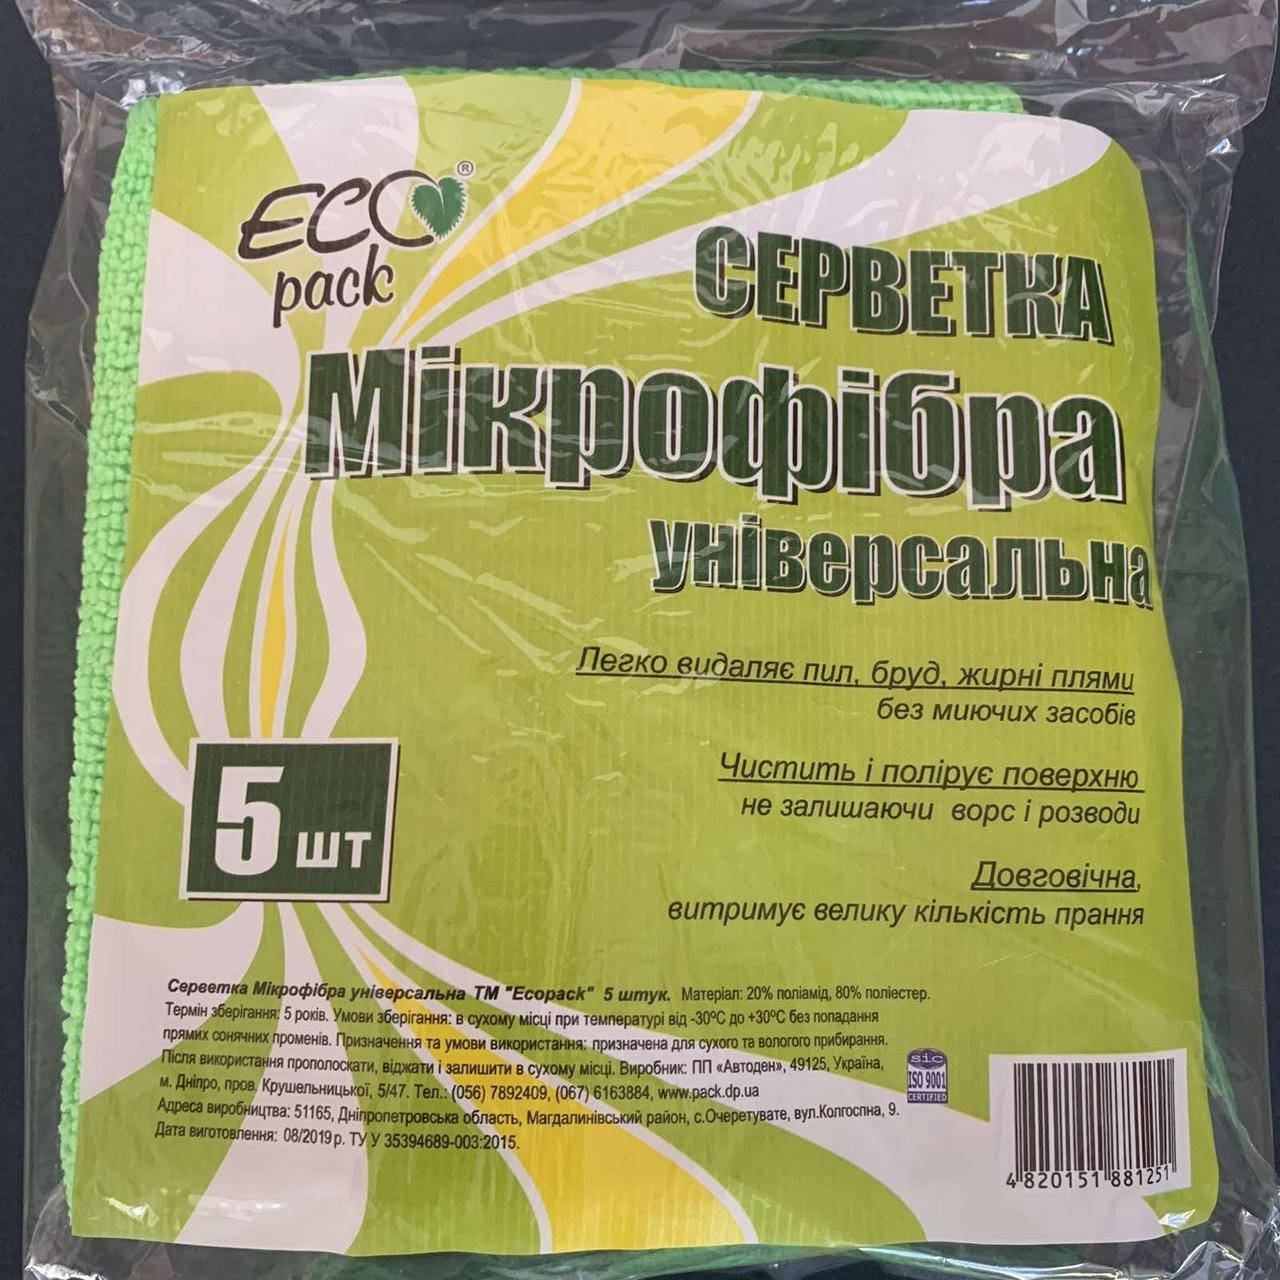 ECO ®
pack
СЕРВЕТКА
Мікрофібра
універсальна
Легко видаляє пил, бруд, жирні плями
без миючих засобів
Чистить і полірує поверхню
не залишаючи ворс і розводи
Довговічна,
витримує велику кількість прання
5 шт
Серветка Мікрофібра універсальна ТМ "Ecopack" 5 штук. Матеріал: 20% поліамід, 80% поліестер.
Термін зберігання: 5 років. Умови зберігання: в сухому місці при температурі від -30ºС до +30ºС без попадання
прямих сонячних променів. Призначення та умови використання: призначена для сухого та вологого прибирання.
Після використання прополоскати, віджати і залишити в сухому місці. Виробник: ПП «Автоден», 49125, Україна,
м. Дніпро, пров. Крушельницької, 5/47. Тел.: (056) 7892409, (067) 6163884, www.pack.dp.ua
Адреса виробництва: 51165, Дніпропетровська область, Магдалинівський район, с.Очеретувате, вул.Колгоспна, 9.
Дата виготовлення: 08/2019 р. ТУ У 35394689-003:2015.
sic
ISO 9001
CERTIFIED
4 820151 881251